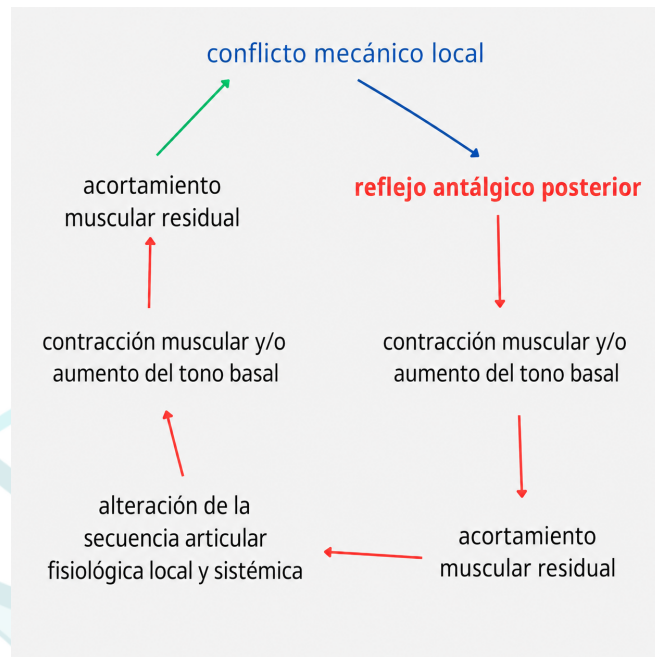 conflicto mecánico local
reflejo antálgico posterior
contracción muscular y/o
aumento del tono basal
acortamiento
muscular residual
alteración de la
secuencia articular
fisiológica local y sistémica
contracción muscular y/o
aumento del tono basal
acortamiento
muscular residual